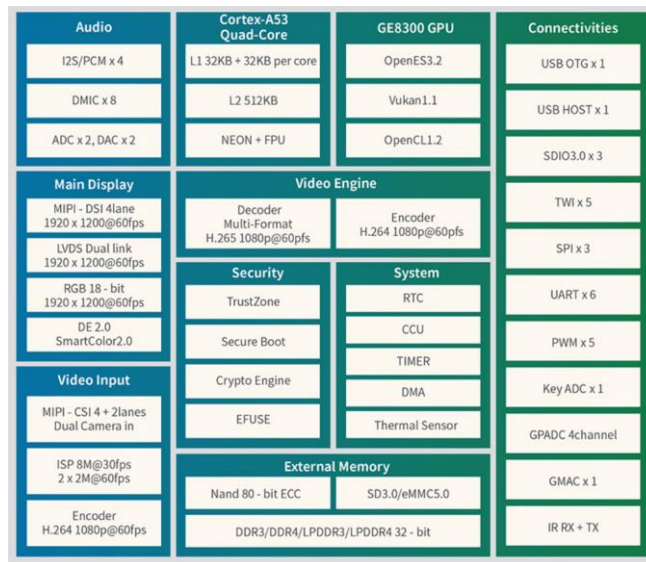 Audio
I2S/PCM x 4
DMIC x 8
ADC x 2, DAC x 2
Cortex-A53
Quad-Core
L1 32KB + 32KB per core
L2 512KB
NEON + FPU
GE8300 GPU
OpenES3.2
Vukan1.1
OpenCL1.2
Connectivities
USB OTG x 1
USB HOST x 1
SDIO3.0 x 3
TWI x 5
SPI x 3
UART x 6
PWM x 5
Key ADC x 1
GPADC 4channel
GMAC x 1
IR RX + TX
Main Display
MIPI - DSI 4lane
1920 x 1200@60fps
LVDS Dual link
1920 x 1200@60fps
RGB 18 - bit
1920 x 1200@60fps
DE 2.0
SmartColor2.0
Video Engine
Decoder
Multi-Format
H.265 1080p@60pfs
Encoder
H.264 1080p@60pfs
Security
TrustZone
Secure Boot
Crypto Engine
EFUSE
System
RTC
CCU
TIMER
DMA
Thermal Sensor
Video Input
MIPI - CSI 4 + 2lanes
Dual Camera in
ISP 8M@30fps
2 x 2M@60fps
Encoder
H.264 1080p@60fps
External Memory
Nand 80 - bit ECC
SD3.0/eMMC5.0
DDR3/DDR4/LPDDR3/LPDDR4 32 - bit